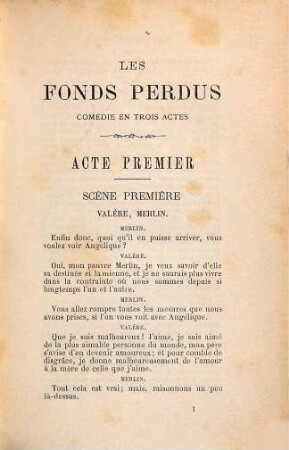 LES
FONDS PERDUS
COMÉDIE EN TROIS ACTES
ACTE PREMIER
SCÈNE PREMIÈRE
VALÈRE, MERLIN.
MERLIN.
Enfin donc, quoi qu'il en puisse arriver, vous
voulez voir Angélique?
VALÈRE.
Oui, mon pauvre Merlin, je veux savoir d'elle
sa destinée et la mienne, et je ne saurais plus vivre
dans la contrainte où nous sommes depuis si
longtemps l'un et l'autre.
MERLIN.
Vous allez rompre toutes les mesures que nous
avons prises, si l'on vous voit avec Angélique.
VALÈRE.
Que je suis malheureux! J'aime, je suis aimé
de la plus aimable personne du monde, mon père
s'avise d'en devenir amoureux; et pour comble de
disgrâce, je donne malheureusement de l'amour
à la mère de celle que j'aime.
MERLIN.
Tout cela est vrai; mais, raisonnons un peu
là-dessus.
1